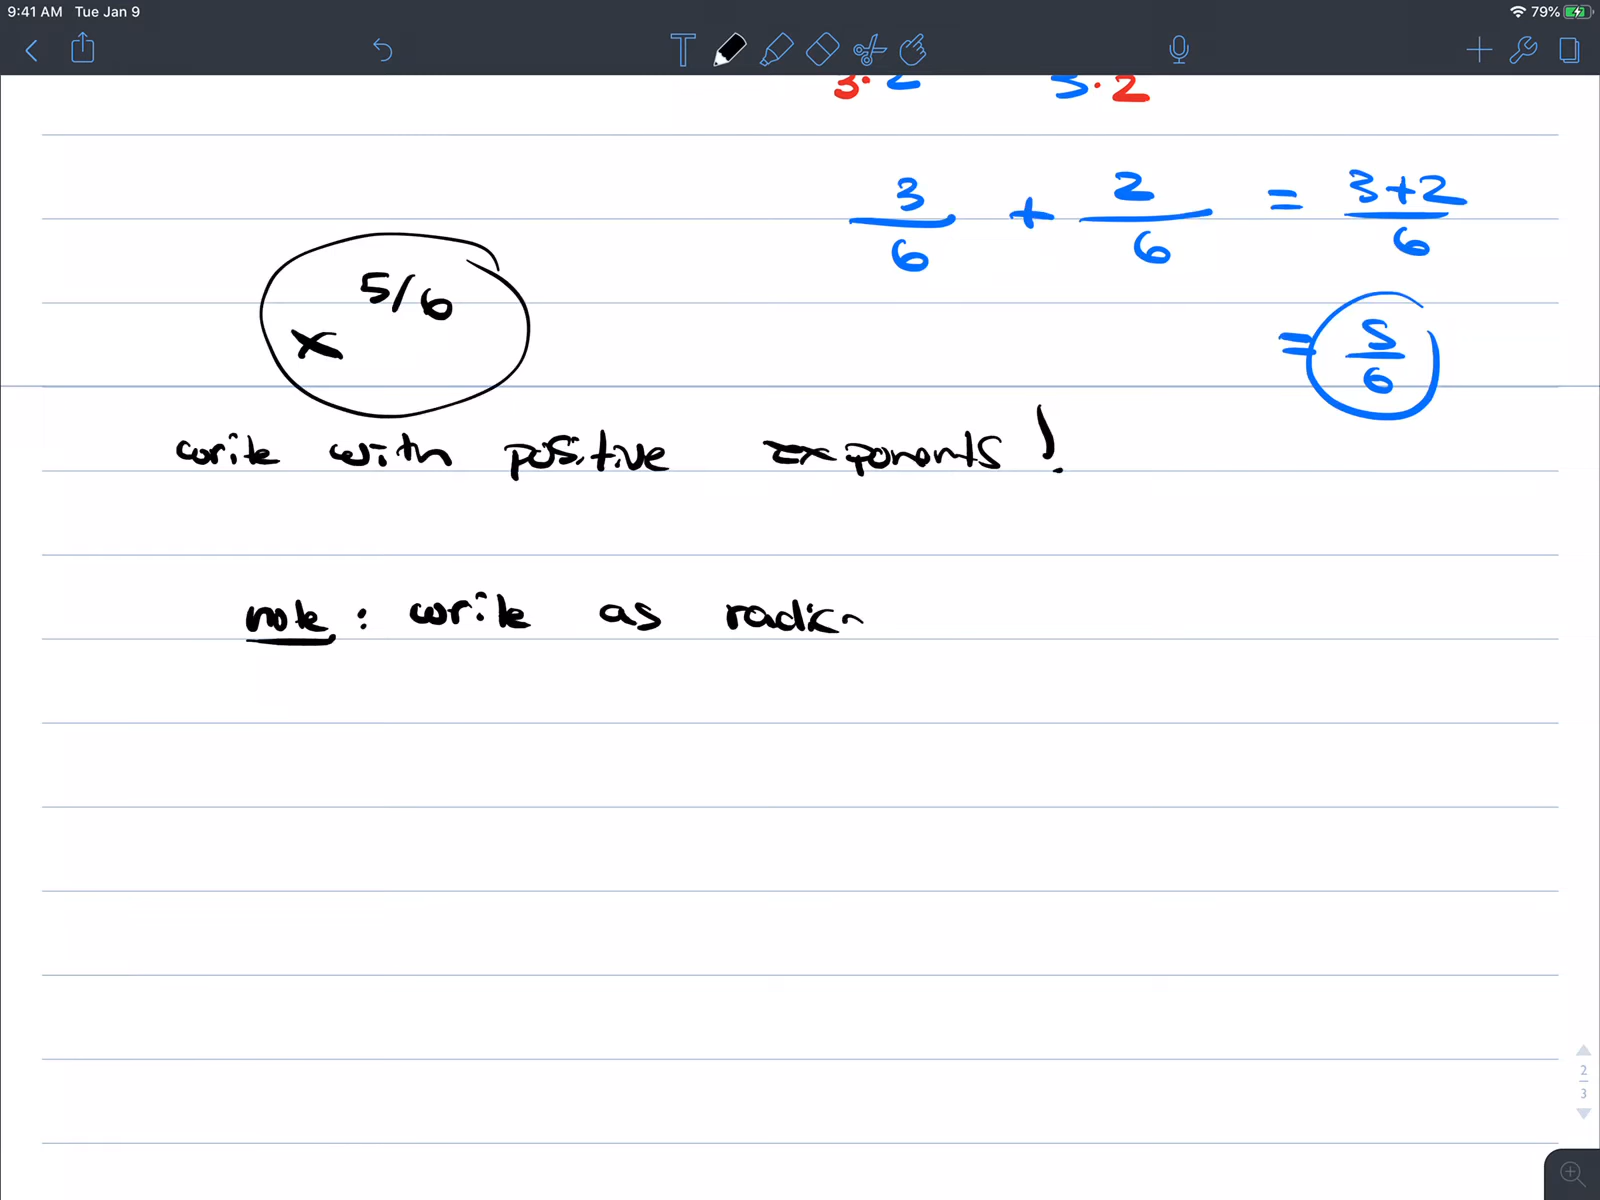 9:41 AM Tue Jan 9
79%
T
3·2 3·2
3/6 + 2/6 = 3+2/6
x^5/6
= 5/6
write with positive exponents!
note: write as radic
2
3